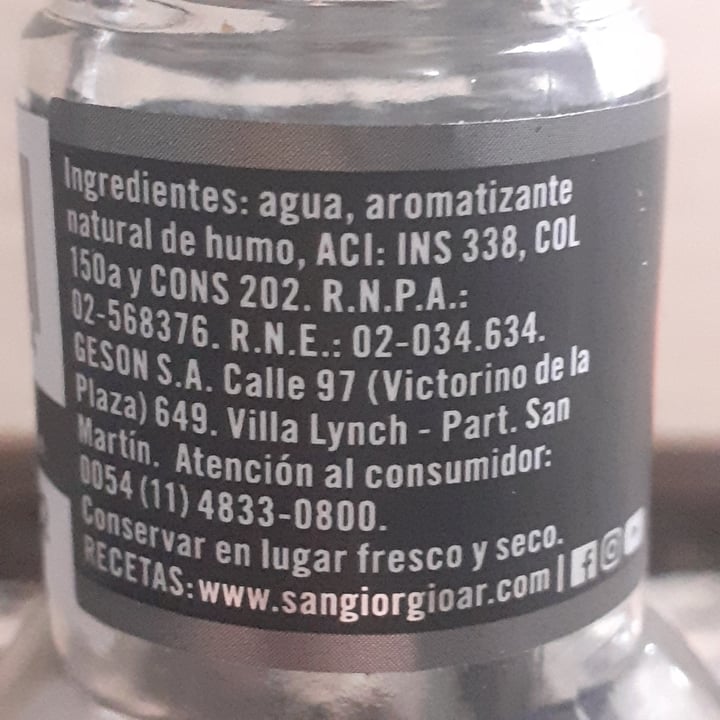 Ingredientes: agua, aromatizante
natural de humo, ACI: INS 338, COL
150a y CONS 202. R.N.P.A.:
02-568376. R.N.E.: 02-034.634.
GESON S.A. Calle 97 (Victorino de la
Plaza) 649. Villa Lynch - Part. San
Martín. Atención al consumidor:
0054 (11) 4833-0800.
Conservar en lugar fresco y seco.
RECETAS: www.sangiorgioar.com |